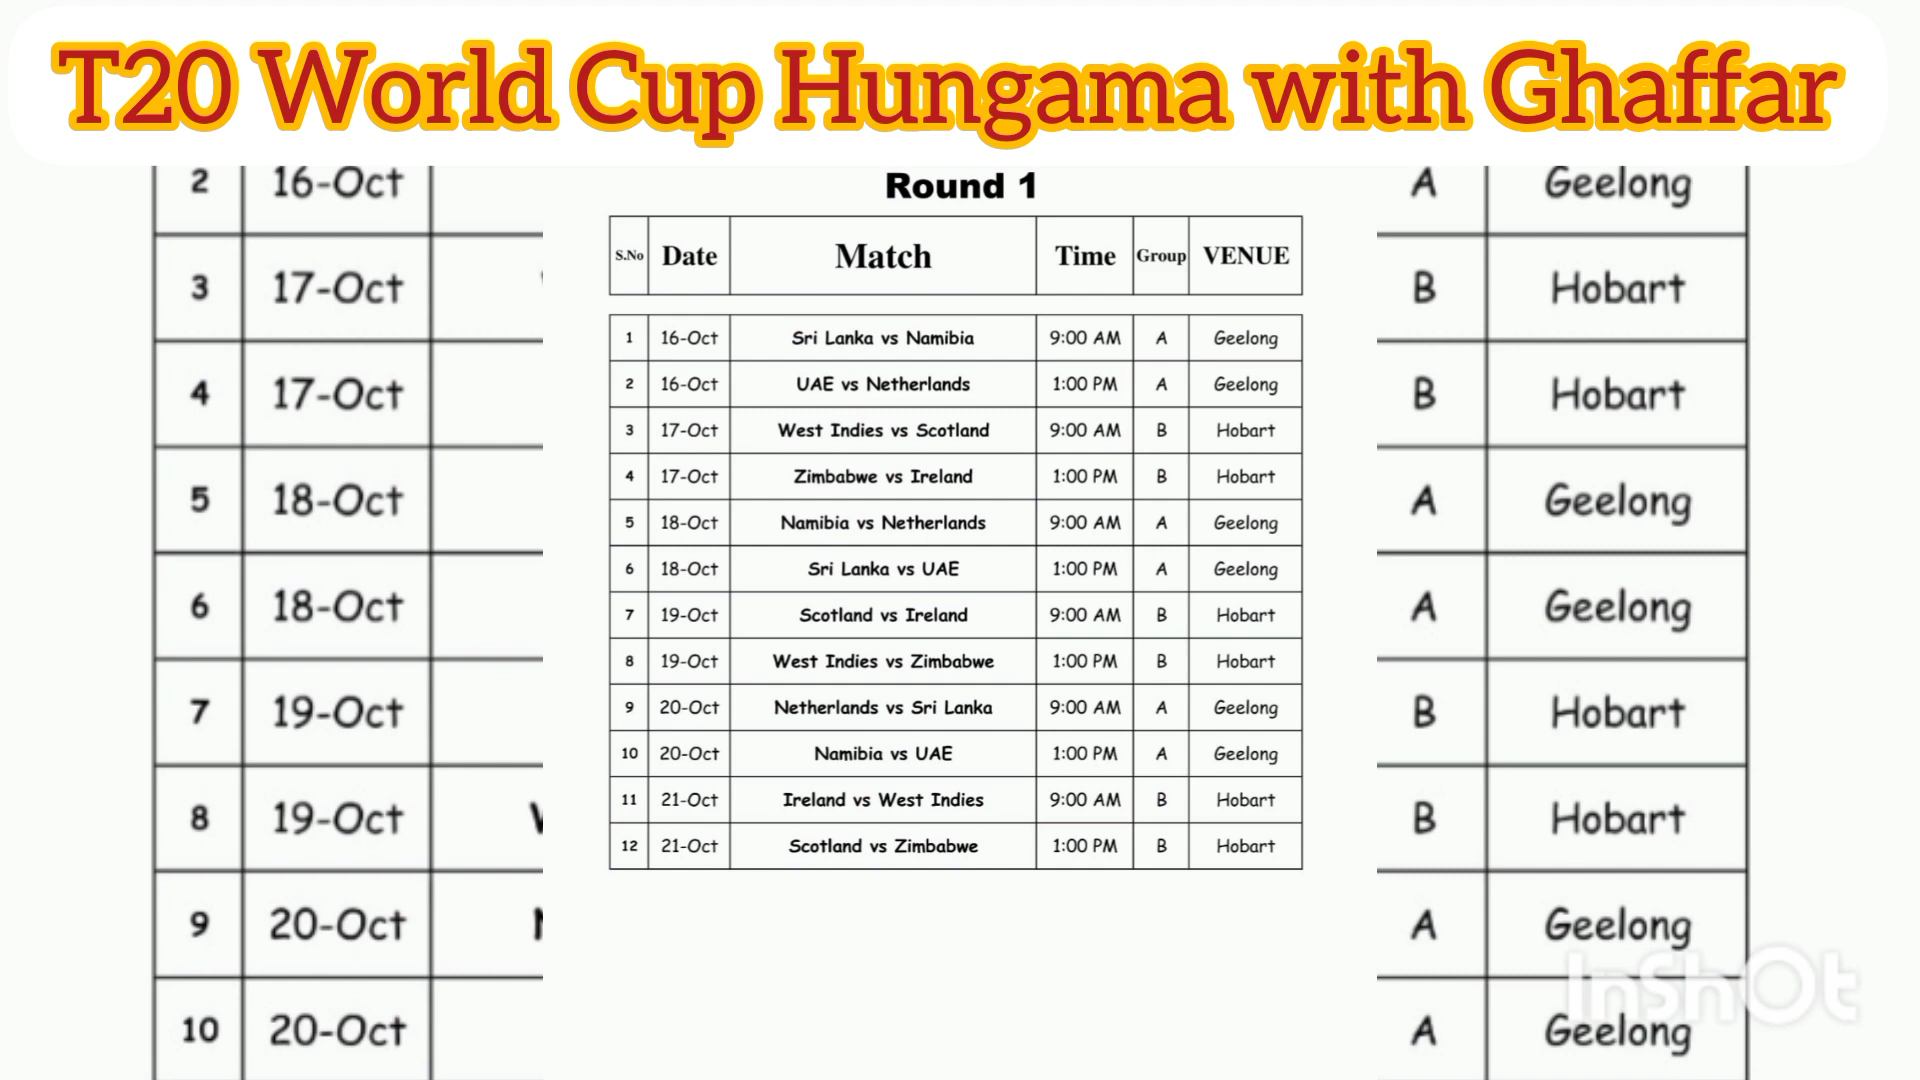 T20 World Cup Hungama with Ghaffar
Round 1
S.No Date Match Time Group VENUE
1 16-Oct Sri Lanka vs Namibia 9:00 AM A Geelong
2 16-Oct UAE vs Netherlands 1:00 PM A Geelong
3 17-Oct West Indies vs Scotland 9:00 AM B Hobart
4 17-Oct Zimbabwe vs Ireland 1:00 PM B Hobart
5 18-Oct Namibia vs Netherlands 9:00 AM A Geelong
6 18-Oct Sri Lanka vs UAE 1:00 PM A Geelong
7 19-Oct Scotland vs Ireland 9:00 AM B Hobart
8 19-Oct West Indies vs Zimbabwe 1:00 PM B Hobart
9 20-Oct Netherlands vs Sri Lanka 9:00 AM A Geelong
10 20-Oct Namibia vs UAE 1:00 PM A Geelong
11 21-Oct Ireland vs West Indies 9:00 AM B Hobart
12 21-Oct Scotland vs Zimbabwe 1:00 PM B Hobart
2 16-Oct
3 17-Oct
4 17-Oct
5 18-Oct
6 18-Oct
7 19-Oct
8 19-Oct
9 20-Oct
10 20-Oct
A Geelong
B Hobart
B Hobart
A Geelong
A Geelong
B Hobart
B Hobart
A Geelong
A Geelong
InShOt